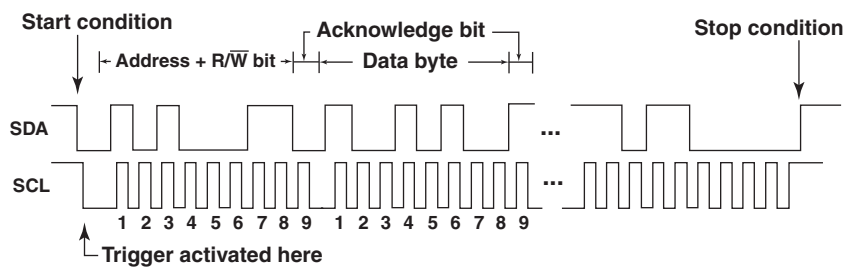 Start condition
Acknowledge bit
Stop condition
Address + R/W̅ bit
Data byte
SDA
...
SCL
...
1 2 3 4 5 6 7 8 9 1 2 3 4 5 6 7 8 9
Trigger activated here